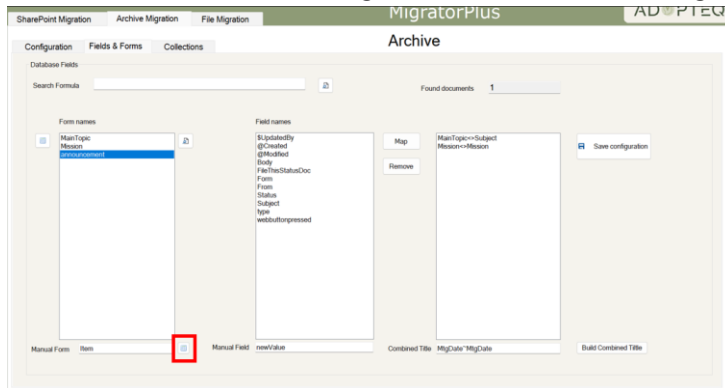 MigratorPlus
ADOPTEQ
SharePoint Migration Archive Migration File Migration
Archive
Configuration Fields & Forms Collections
Database Fields
Search Formula Found documents 1
Form names Field names
MainTopic
Mission
announcement
$UpdatedBy
@Created
@Modified
Body
FileThisStatusDoc
Form
From
Status
Subject
type
webbuttonpressed
Map
Remove
MainTopic<>Subject
Mission<>Mission
Save configuration
Manual Form Item Manual Field newValue Combined Title MtgDate~MtgDate Build Combined Tiltle